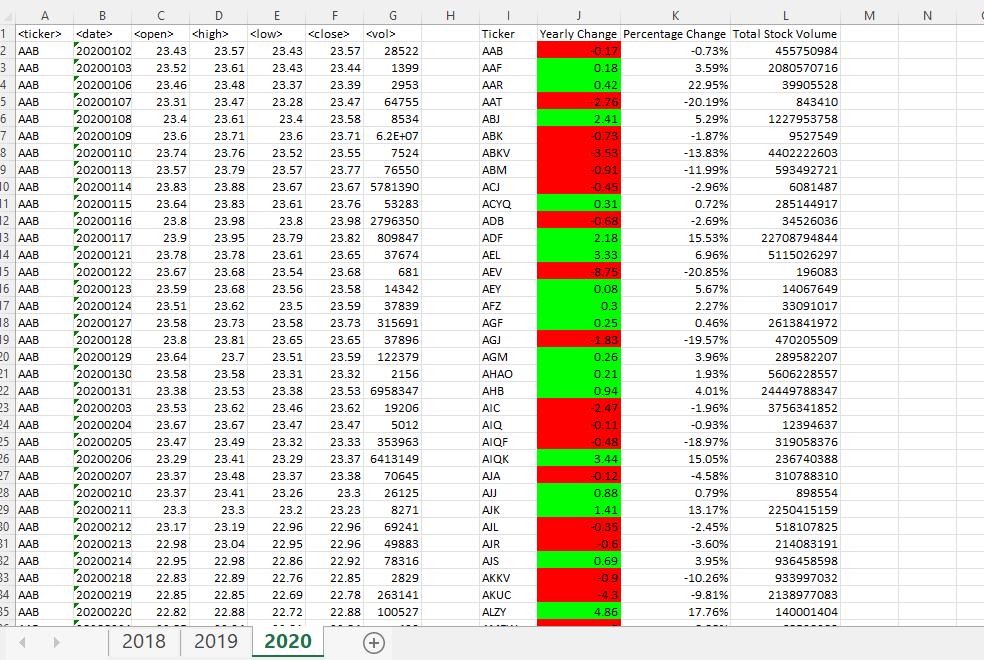 A B C D E F G H I J K L M N
1 <ticker> <date> <open> <high> <low> <close> <vol> Ticker Yearly Change Percentage Change Total Stock Volume
2 AAB 20200102 23.43 23.57 23.43 23.57 28522 AAB -0.17 -0.73% 455750984
3 AAB 20200103 23.52 23.61 23.43 23.44 1399 AAF 0.18 3.59% 2080570716
4 AAB 20200106 23.46 23.48 23.37 23.39 2953 AAR 0.42 22.95% 39905528
5 AAB 20200107 23.31 23.47 23.28 23.47 64755 AAT -2.76 -20.19% 843410
6 AAB 20200108 23.4 23.61 23.4 23.58 8534 ABJ 2.41 5.29% 1227953758
7 AAB 20200109 23.6 23.71 23.6 23.71 6.2E+07 ABK -0.73 -1.87% 9527549
8 AAB 20200110 23.74 23.76 23.52 23.55 7524 ABKV -3.53 -13.83% 4402222603
9 AAB 20200113 23.57 23.79 23.57 23.77 76550 ABM -0.91 -11.99% 593492721
10 AAB 20200114 23.83 23.88 23.67 23.67 5781390 ACJ -0.45 -2.96% 6081487
11 AAB 20200115 23.64 23.83 23.61 23.76 53283 ACYQ 0.31 0.72% 285144917
12 AAB 20200116 23.8 23.98 23.8 23.98 2796350 ADB -0.68 -2.69% 34526036
13 AAB 20200117 23.9 23.95 23.79 23.82 809847 ADF 2.18 15.53% 22708794844
14 AAB 20200121 23.78 23.78 23.61 23.65 37674 AEL 3.33 6.96% 5115026297
15 AAB 20200122 23.67 23.68 23.54 23.68 681 AEV -8.75 -20.85% 196083
16 AAB 20200123 23.59 23.68 23.56 23.58 14342 AEY 0.08 5.67% 14067649
17 AAB 20200124 23.51 23.62 23.5 23.59 37839 AFZ 0.3 2.27% 33091017
18 AAB 20200127 23.58 23.73 23.58 23.73 315691 AGF 0.25 0.46% 2613841972
19 AAB 20200128 23.8 23.81 23.65 23.65 37896 AGJ -1.83 -19.57% 470205509
20 AAB 20200129 23.64 23.7 23.51 23.59 122379 AGM 0.26 3.96% 289582207
21 AAB 20200130 23.58 23.58 23.31 23.32 2156 AHAO 0.21 1.93% 5606228557
22 AAB 20200131 23.38 23.53 23.38 23.53 6958347 AHB 0.94 4.01% 24449788347
23 AAB 20200203 23.53 23.62 23.46 23.62 19206 AIC -2.47 -1.96% 3756341852
24 AAB 20200204 23.67 23.67 23.47 23.47 5012 AIQ -0.11 -0.93% 12394637
25 AAB 20200205 23.47 23.49 23.32 23.33 353963 AIQF -0.48 -18.97% 319058376
26 AAB 20200206 23.29 23.41 23.29 23.37 6413149 AIQK 3.44 15.05% 236740388
27 AAB 20200207 23.37 23.48 23.37 23.38 70645 AJA -0.12 -4.58% 310788310
28 AAB 20200210 23.37 23.41 23.26 23.3 26125 AJJ 0.88 0.79% 898554
29 AAB 20200211 23.3 23.3 23.2 23.23 8271 AJK 1.41 13.17% 2250415159
30 AAB 20200212 23.17 23.19 22.96 22.96 69241 AJL -0.35 -2.45% 518107825
31 AAB 20200213 22.98 23.04 22.95 22.96 49883 AJR -0.6 -3.60% 214083191
32 AAB 20200214 22.95 22.98 22.86 22.92 78316 AJS 0.69 3.95% 936458598
33 AAB 20200218 22.83 22.89 22.76 22.85 2829 AKKV -0.9 -10.26% 933997032
34 AAB 20200219 22.85 22.85 22.69 22.78 263141 AKUC -4.3 -9.81% 2138977083
35 AAB 20200220 22.82 22.88 22.72 22.88 100527 ALZY 4.86 17.76% 140001404
2018 2019 2020